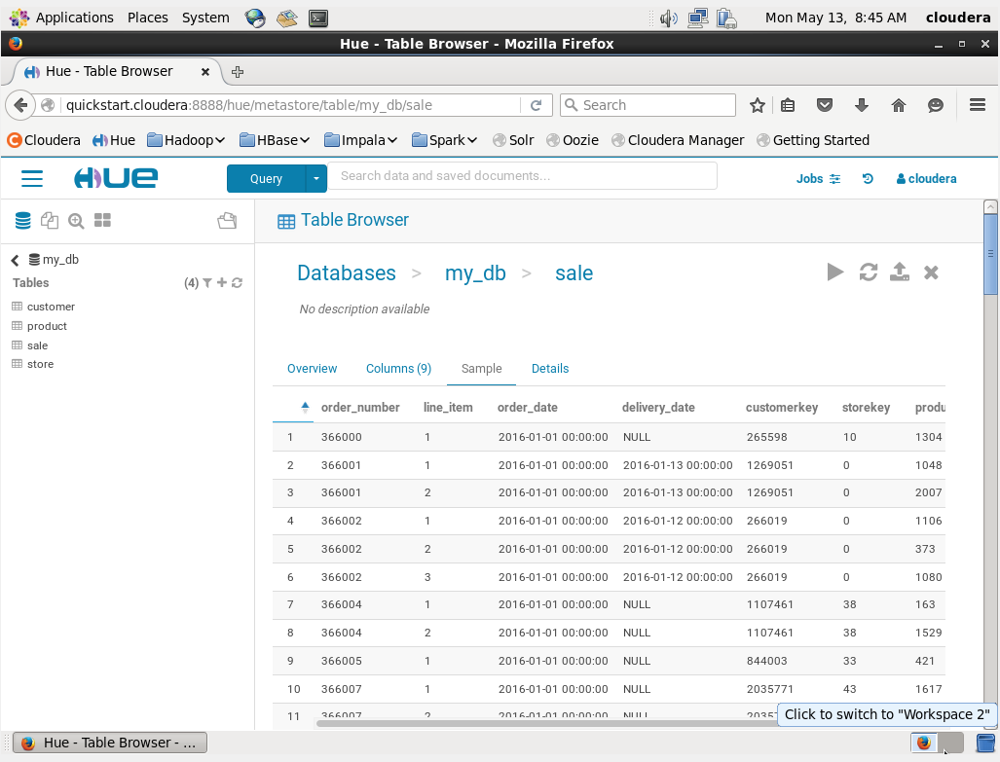 Applications Places System Mon May 13, 8:45 AM cloudera
Hue - Table Browser - Mozilla Firefox
Hue - Table Browser
quickstart.cloudera:8888/hue/metastore/table/my_db/sale Search
Cloudera Hue Hadoop HBase Impala Spark Solr Oozie Cloudera Manager Getting Started
HUE Query Search data and saved documents... Jobs cloudera
Table Browser
my_db
Tables (4)
customer
product
sale
store
Databases > my_db > sale
No description available
Overview Columns (9) Sample Details
order_number line_item order_date delivery_date customerkey storekey produ
1 366000 1 2016-01-01 00:00:00 NULL 265598 10 1304
2 366001 1 2016-01-01 00:00:00 2016-01-13 00:00:00 1269051 0 1048
3 366001 2 2016-01-01 00:00:00 2016-01-13 00:00:00 1269051 0 2007
4 366002 1 2016-01-01 00:00:00 2016-01-12 00:00:00 266019 0 1106
5 366002 2 2016-01-01 00:00:00 2016-01-12 00:00:00 266019 0 373
6 366002 3 2016-01-01 00:00:00 2016-01-12 00:00:00 266019 0 1080
7 366004 1 2016-01-01 00:00:00 NULL 1107461 38 163
8 366004 2 2016-01-01 00:00:00 NULL 1107461 38 1529
9 366005 1 2016-01-01 00:00:00 NULL 844003 33 421
10 366007 1 2016-01-01 00:00:00 NULL 2035771 43 1617
11 366007 2 2016-01-01 00:00:00 NULL
Click to switch to "Workspace 2"
Hue - Table Browser - ...